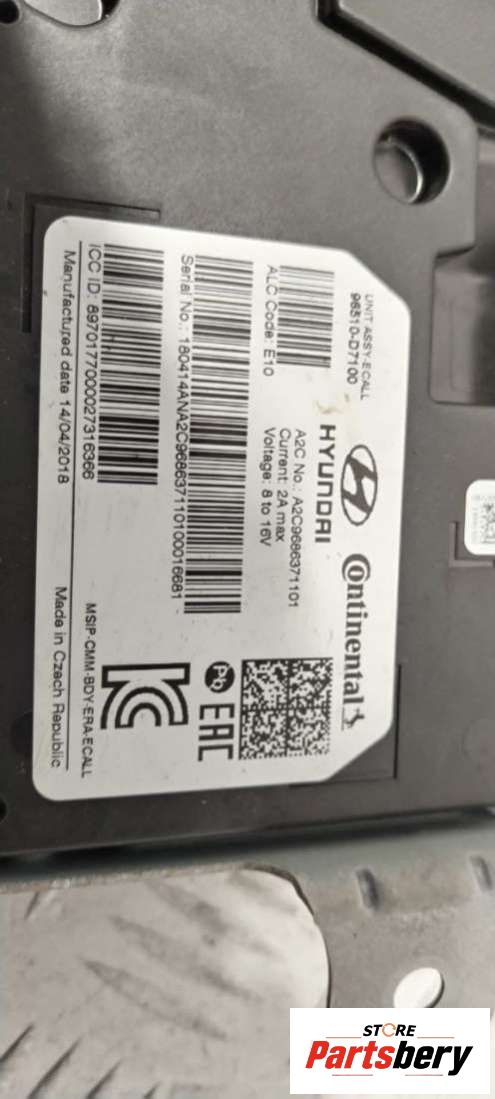 UNIT ASSY-ECALL
96510-D7100
ALC Code: E10
HYUNDAI
Continental
A2C No.: A2C9686371101
Current: 2A max
Voltage: 8 to 16V
Serial No.: 180414ANA2C968637110100016681
EAC
Pb
ICC ID: 8970177000027316366
MSIP-CMM-BDY-ERA-ECALL
Manufactured date 14/04/2018
Made in Czech Republic
STORE
Partsbery